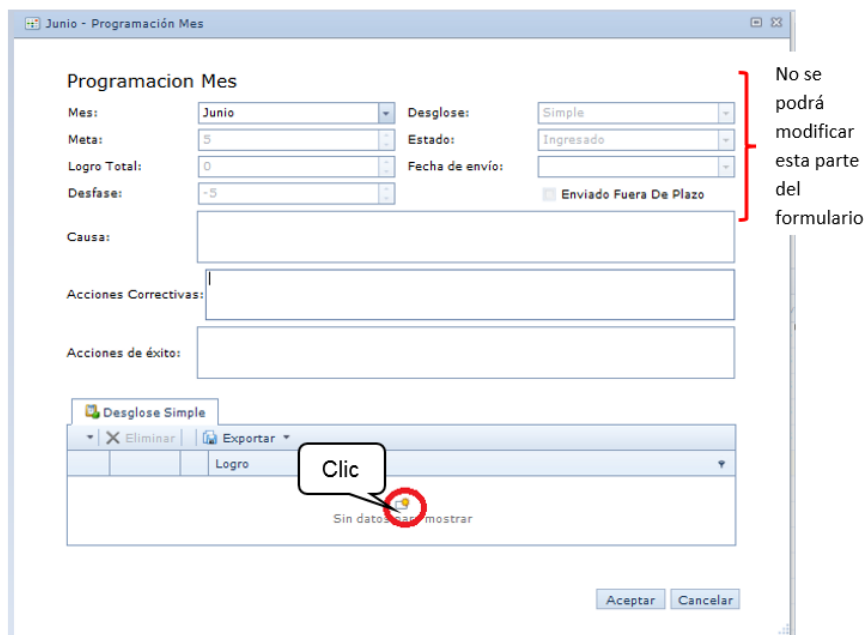 Junio - Programación Mes
Programacion Mes
Mes: Junio Desglose: Simple
Meta: 5 Estado: Ingresado
Logro Total: 0 Fecha de envío:
Desfase: -5 Enviado Fuera De Plazo
Causa:
Acciones Correctivas:
Acciones de éxito:
No se
podrá
modificar
esta parte
del
formulario
Desglose Simple
Eliminar Exportar
Logro
Clic
Sin datos para mostrar
Aceptar Cancelar